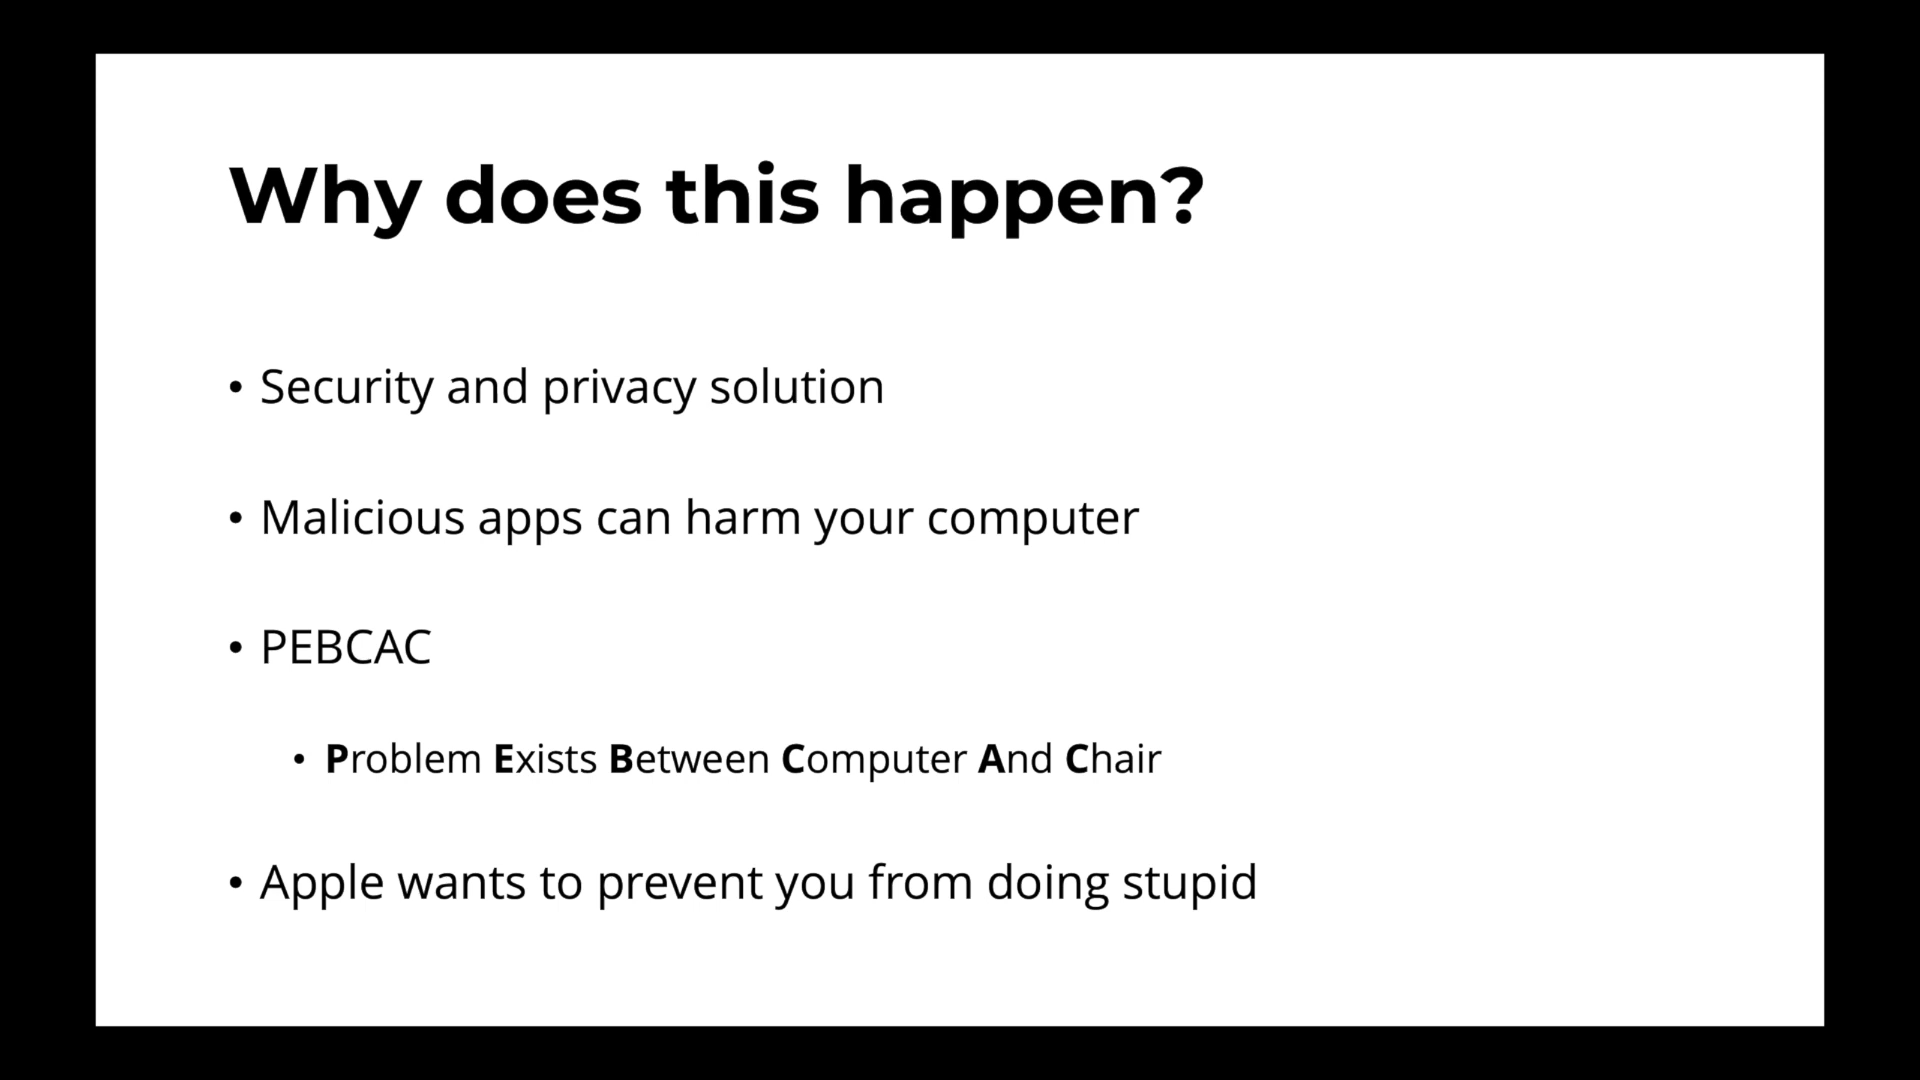 Why does this happen?
• Security and privacy solution
• Malicious apps can harm your computer
• PEBCAC
• Problem Exists Between Computer And Chair
• Apple wants to prevent you from doing stupid